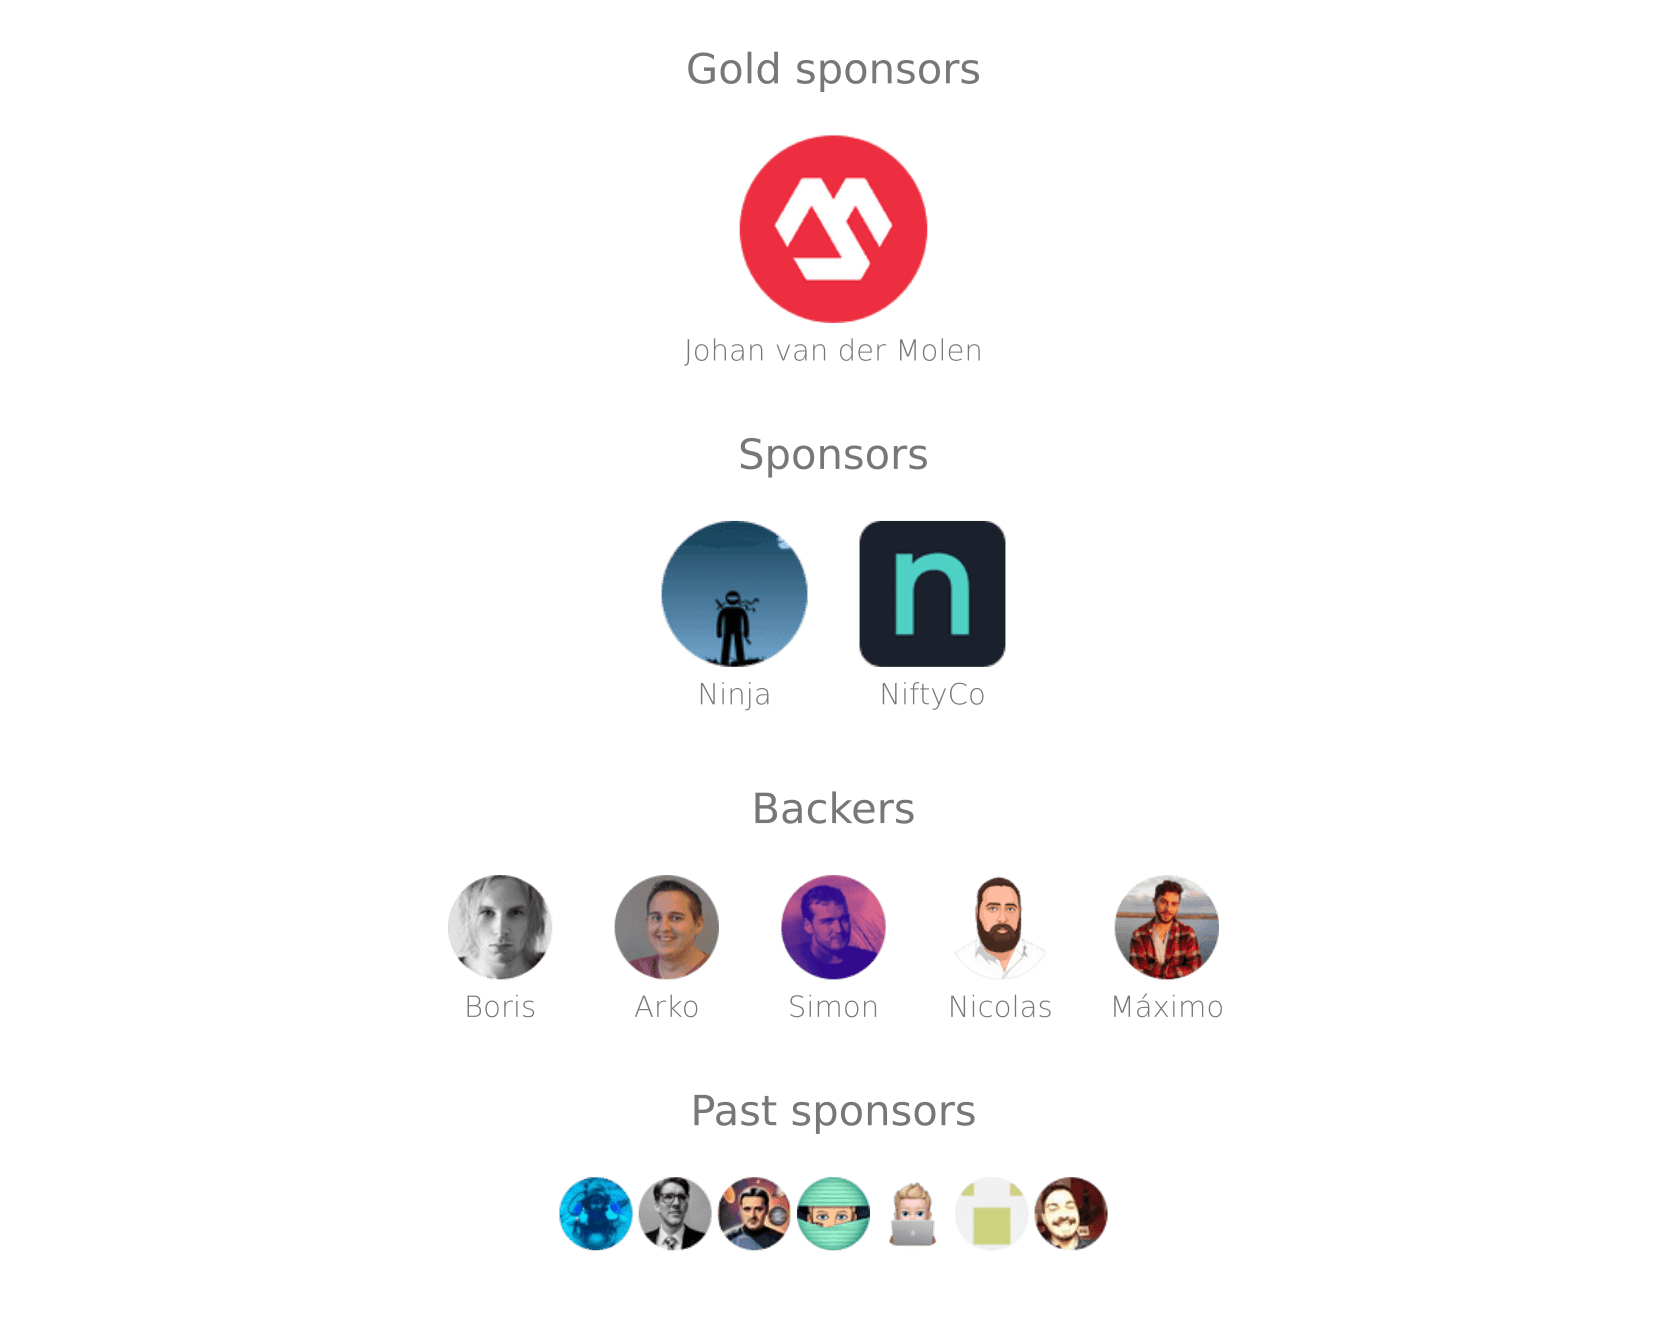 Gold sponsors
Johan van der Molen
Sponsors
n
Ninja NiftyCo
Backers
Boris Arko Simon Nicolas Máximo
Past sponsors